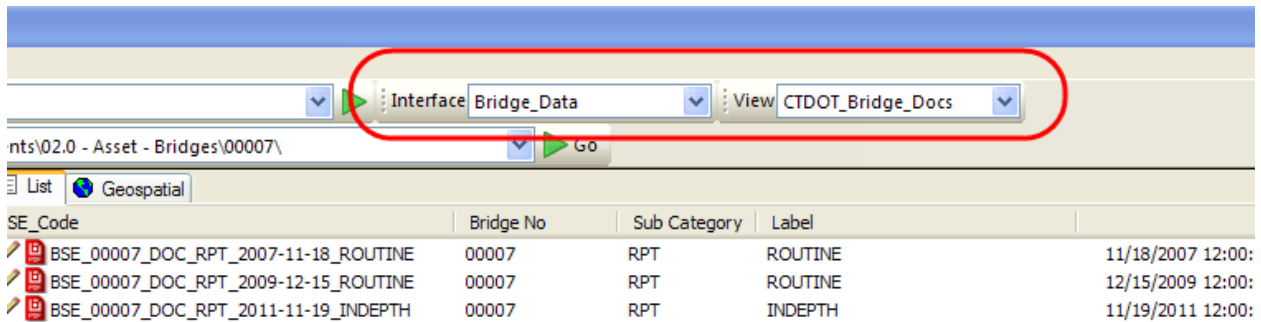 Interface Bridge_Data View CTDOT_Bridge_Docs
ents\02.0 - Asset - Bridges\00007\ Go
List Geospatial
SE_Code Bridge No Sub Category Label
BSE_00007_DOC_RPT_2007-11-18_ROUTINE 00007 RPT ROUTINE 11/18/2007 12:00:
BSE_00007_DOC_RPT_2009-12-15_ROUTINE 00007 RPT ROUTINE 12/15/2009 12:00:
BSE_00007_DOC_RPT_2011-11-19_INDEPTH 00007 RPT INDEPTH 11/19/2011 12:00: